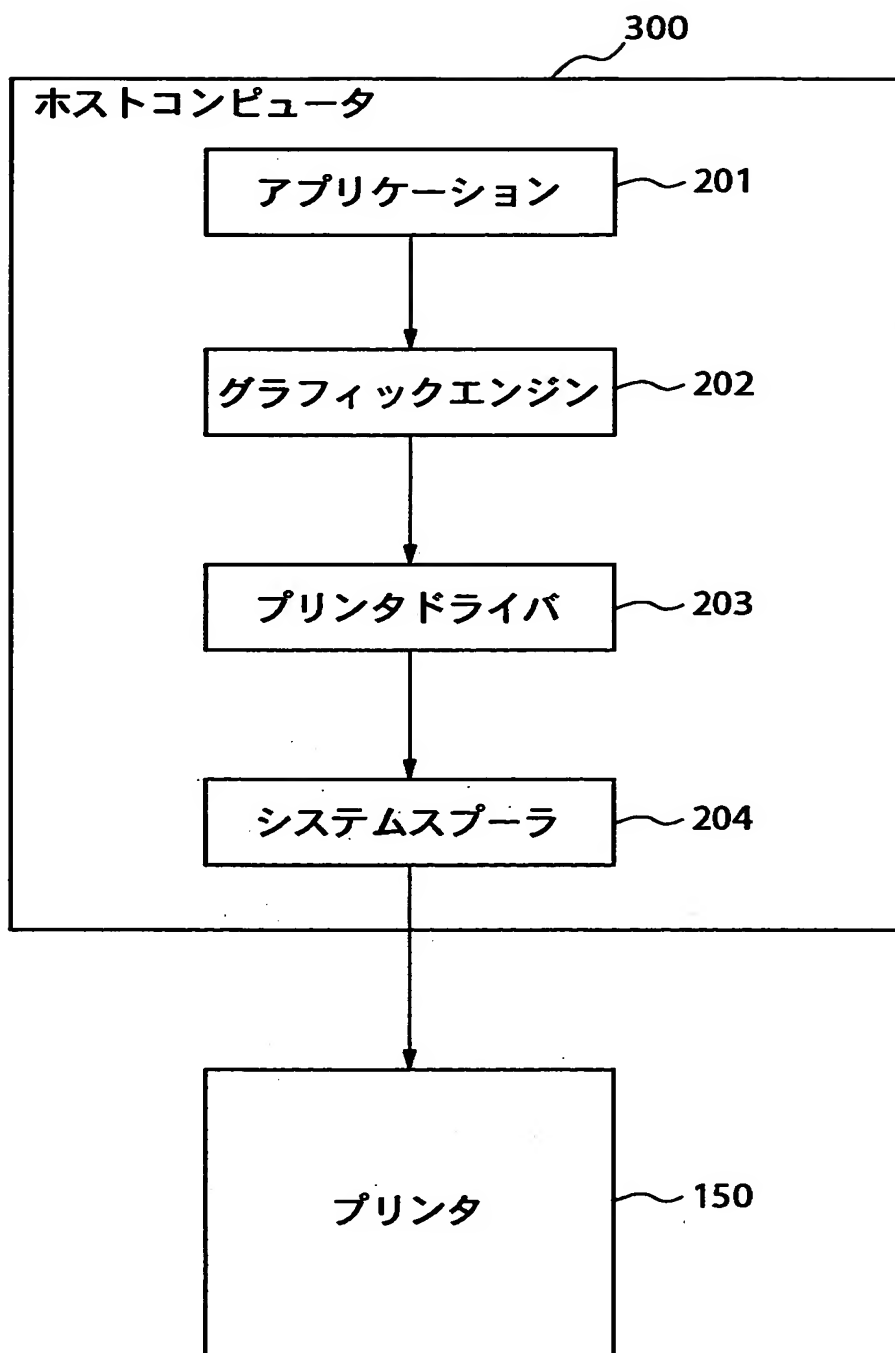 300
ホストコンピュータ
アプリケーション
201
グラフィックエンジン
202
プリンタドライバ
203
システムスプーラ
204
プリンタ
150